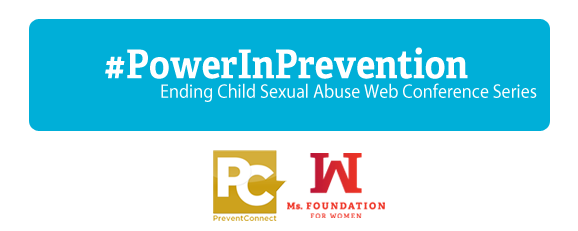 #PowerInPrevention
Ending Child Sexual Abuse Web Conference Series
PC
PreventConnect
W
Ms. FOUNDATION
FOR WOMEN